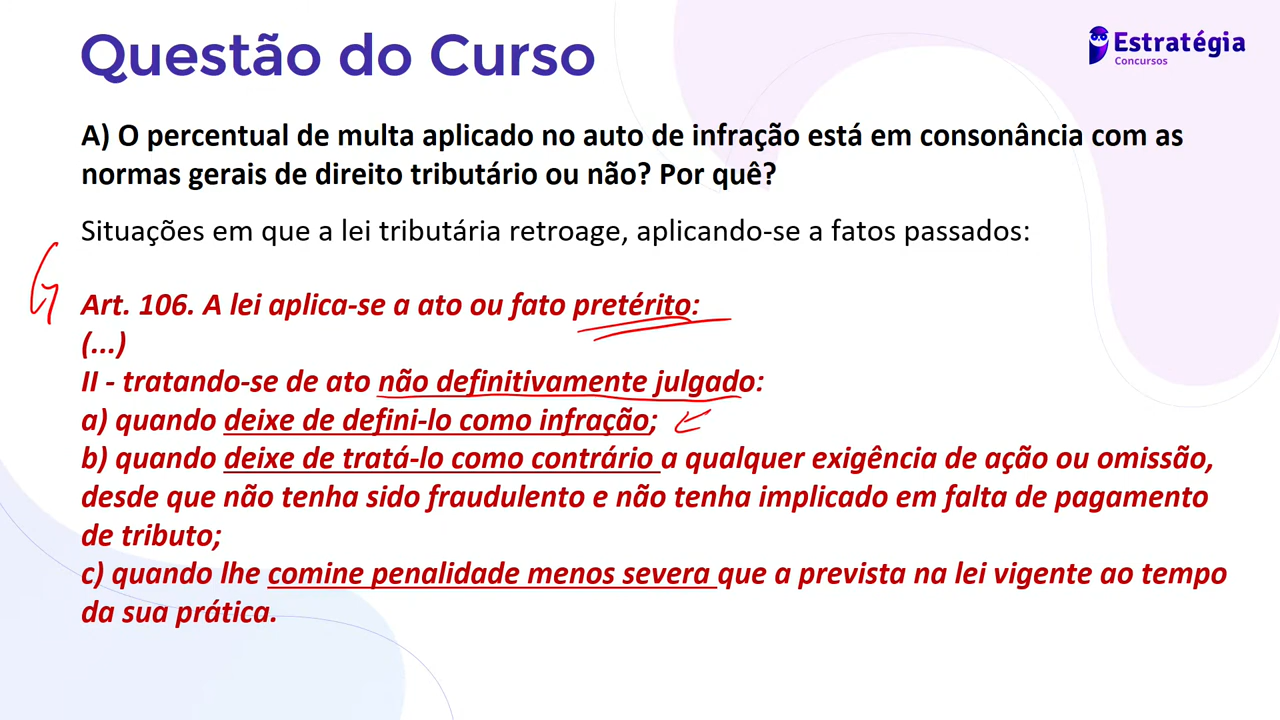 Questão do Curso
Estratégia
Concursos
A) O percentual de multa aplicado no auto de infração está em consonância com as
normas gerais de direito tributário ou não? Por quê?
Situações em que a lei tributária retroage, aplicando-se a fatos passados:
Art. 106. A lei aplica-se a ato ou fato pretérito:
(...)
II - tratando-se de ato não definitivamente julgado:
a) quando deixe de defini-lo como infração;
b) quando deixe de tratá-lo como contrário a qualquer exigência de ação ou omissão,
desde que não tenha sido fraudulento e não tenha implicado em falta de pagamento
de tributo;
c) quando lhe comine penalidade menos severa que a prevista na lei vigente ao tempo
da sua prática.